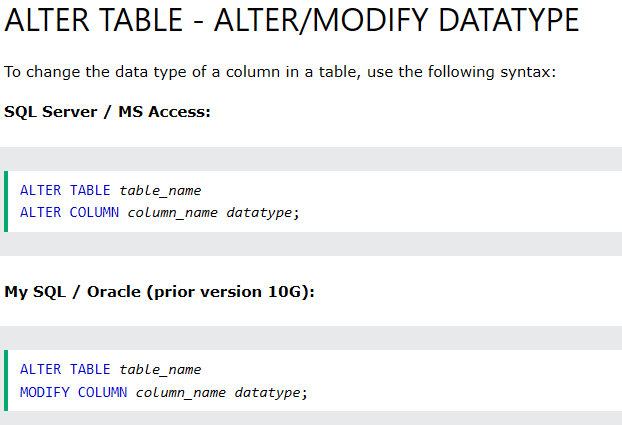 ALTER TABLE - ALTER/MODIFY DATATYPE
To change the data type of a column in a table, use the following syntax:
SQL Server / MS Access:
ALTER TABLE table_name
ALTER COLUMN column_name datatype;
My SQL / Oracle (prior version 10G):
ALTER TABLE table_name
MODIFY COLUMN column_name datatype;